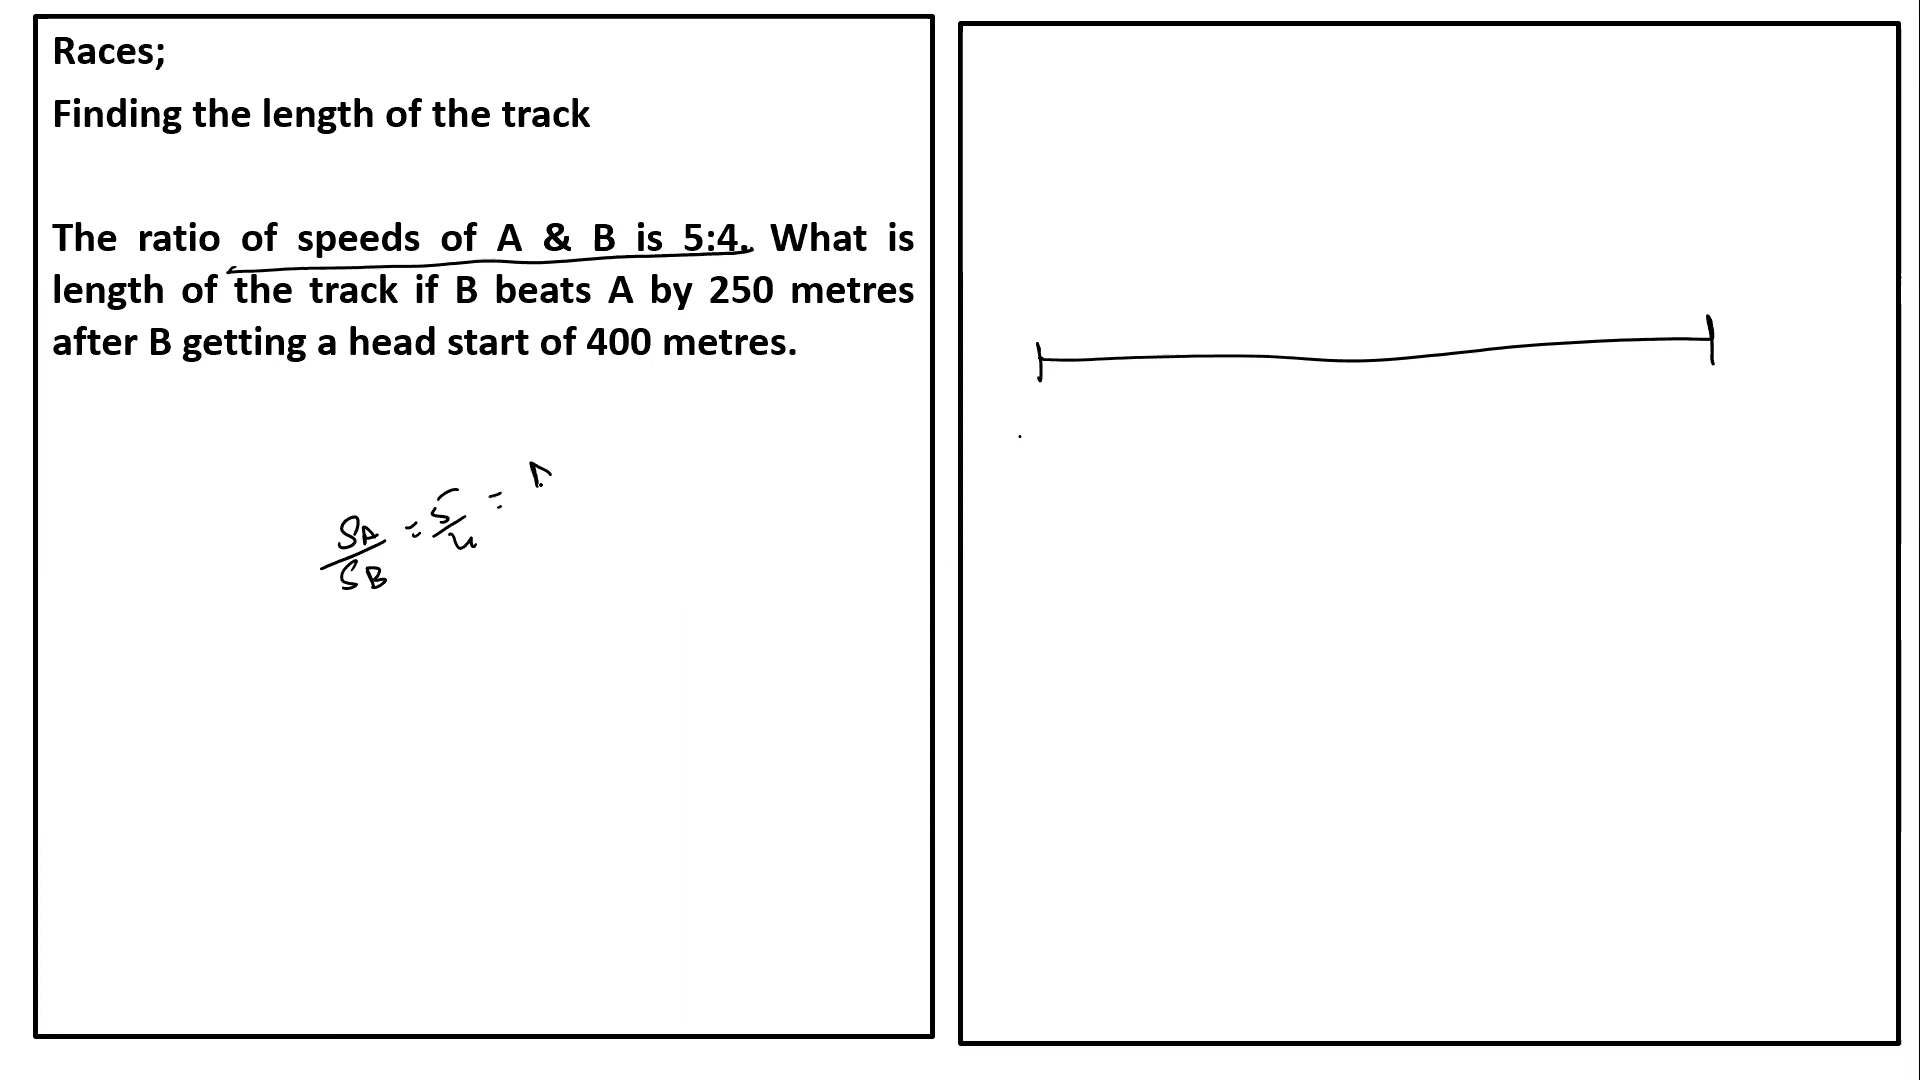 Races;
Finding the length of the track
The ratio of speeds of A & B is 5:4. What is
length of the track if B beats A by 250 metres
after B getting a head start of 400 metres.
SA/SB = 5/4 =